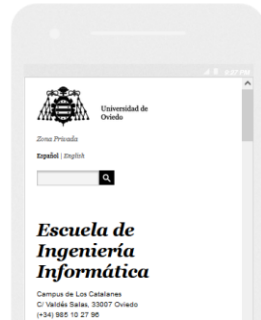 Universidad de
Oviedo
Zona Privada
Español | English
Escuela de
Ingeniería
Informática
Campus de Los Catalanes
C/ Valdés Salas, 33007 Oviedo
(+34) 985 10 27 96